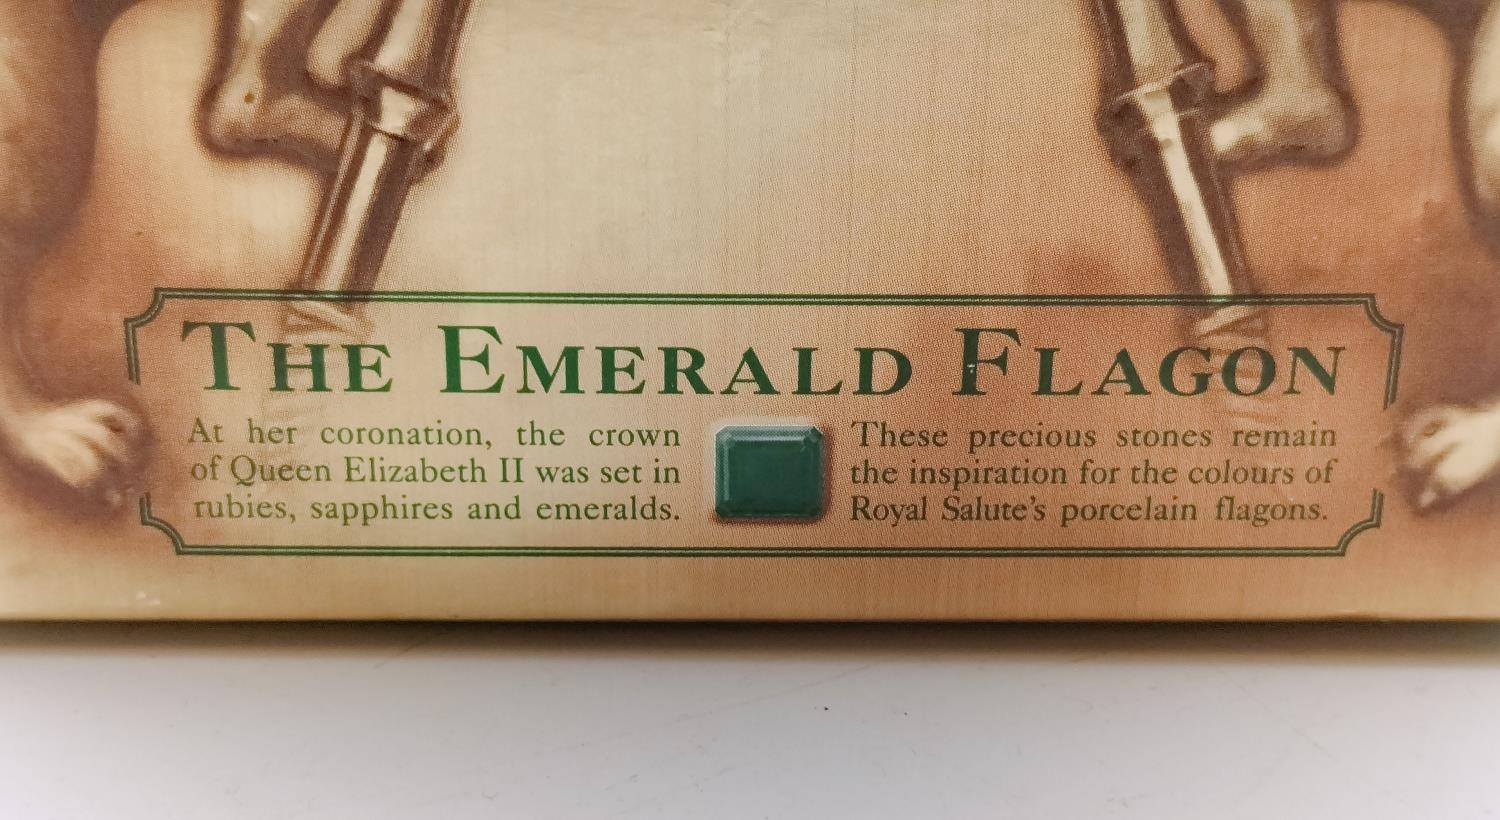 THE EMERALD FLAGON
At her coronation, the crown
of Queen Elizabeth II was set in
rubies, sapphires and emeralds.
These precious stones remain
the inspiration for the colours of
Royal Salute's porcelain flagons.